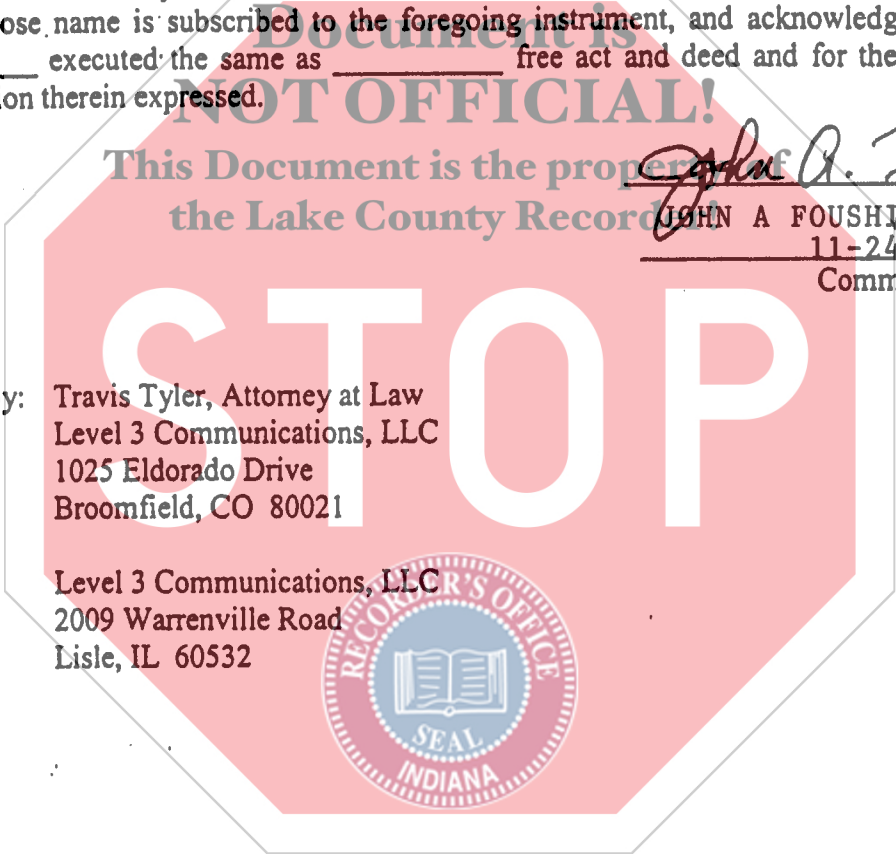 ose name is subscribed to the foregoing instrument, and acknowledg
Document is
executed the same as free act and deed and for the
on therein expressed.
NOT OFFICIAL!
This Document is the property of
the Lake County Recorder!
John A.
JOHN A FOUSHI
11-24
Comm
STOP
y: Travis Tyler, Attorney at Law
Level 3 Communications, LLC
1025 Eldorado Drive
Broomfield, CO 80021
Level 3 Communications, LLC
2009 Warrenville Road
Lisle, IL 60532
RECORDER'S OFFICE
SEAL
INDIANA